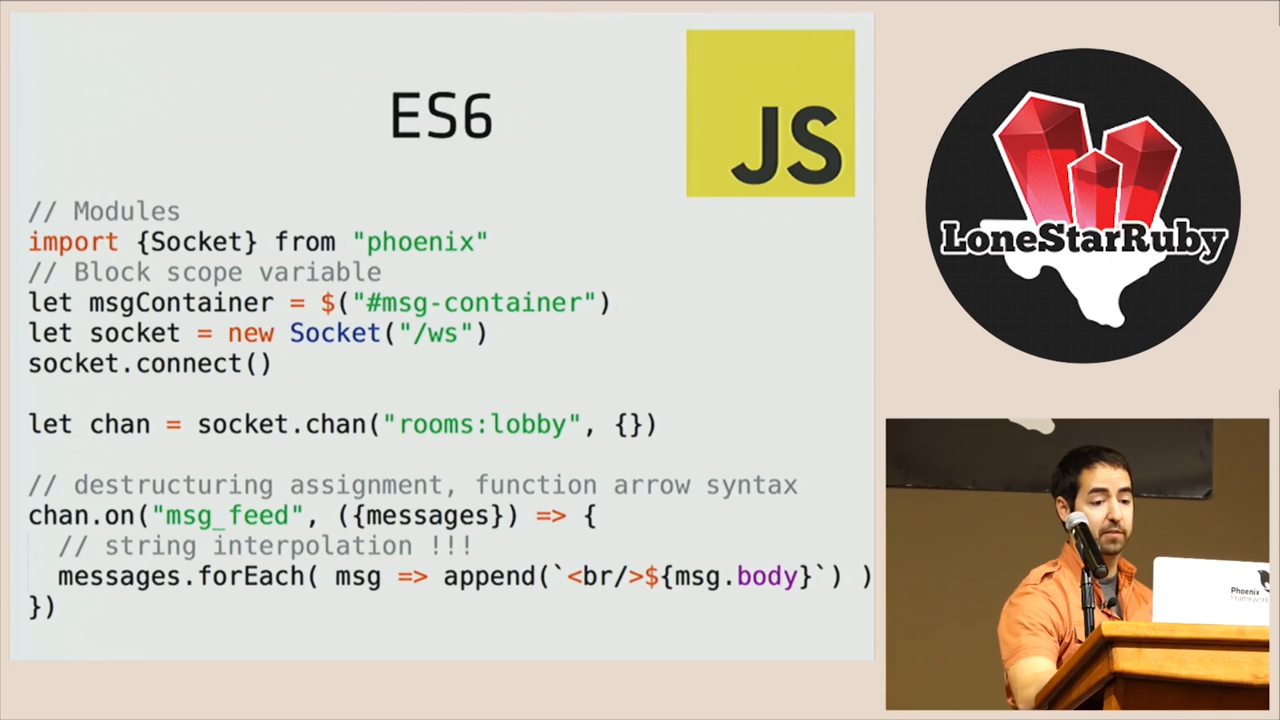 ES6
JS
// Modules
import {Socket} from "phoenix"
// Block scope variable
let msgContainer = $("#msg-container")
let socket = new Socket("/ws")
socket.connect()
let chan = socket.chan("rooms:lobby", {})
// destructuring assignment, function arrow syntax
chan.on("msg_feed", ({messages}) => {
  // string interpolation !!!
  messages.forEach( msg => append(`<br/>${msg.body}`) )
})
LoneStarRuby
Phoenix
Framework